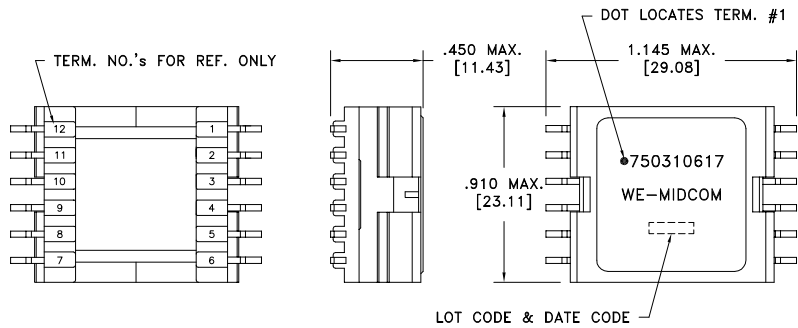 DOT LOCATES TERM. #1
TERM. NO.'s FOR REF. ONLY
.450 MAX.
[11.43]
1.145 MAX.
[29.08]
12
11
10
9
8
7
1
2
3
4
5
6
.910 MAX.
[23.11]
750310617
WE-MIDCOM
LOT CODE & DATE CODE